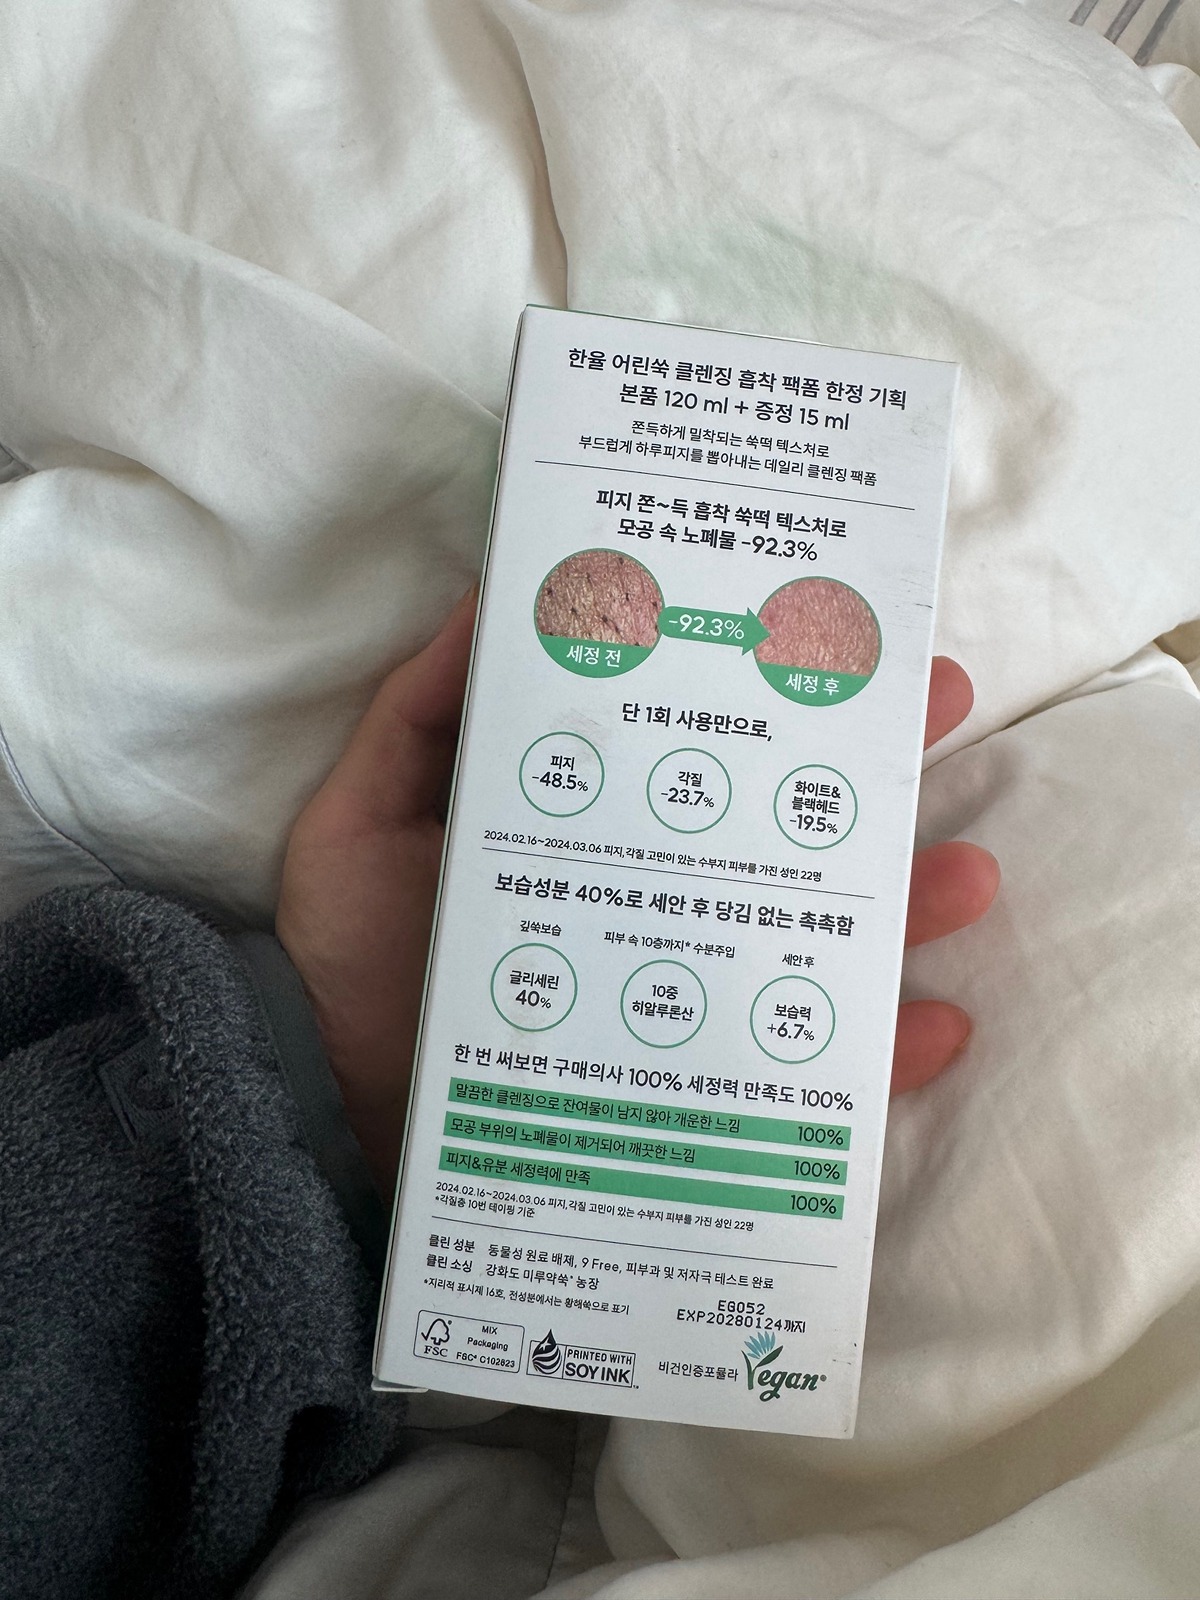 한율 어린쑥 클렌징 흡착 팩폼 한정 기획
본품 120 ml + 증정 15 ml
쫀득하게 밀착되는 쑥떡 텍스처로
부드럽게 하루피지를 뽑아내는 데일리 클렌징 팩폼
피지 쫀~득 흡착 쑥떡 텍스처로
모공 속 노폐물 -92.3%
-92.3%
세정 전
세정 후
단 1회 사용만으로,
피지
-48.5%
각질
-23.7%
화이트&
블랙헤드
-19.5%
2024.02.16~2024.03.06 피지,각질 고민이 있는 수부지 피부를 가진 성인 22명
보습성분 40%로 세안 후 당김 없는 촉촉함
깊쑥보습
글리세린
40%
피부 속 10층까지* 수분주입
10중
히알루론산
세안 후
보습력
+6.7%
한 번 써보면 구매의사 100% 세정력 만족도 100%
말끔한 클렌징으로 잔여물이 남지 않아 개운한 느낌 100%
모공 부위의 노폐물이 제거되어 깨끗한 느낌 100%
피지&유분 세정력에 만족 100%
2024.02.16~2024.03.06 피지,각질 고민이 있는 수부지 피부를 가진 성인 22명
*각질층 10번 테이핑 기준
클린 성분 동물성 원료 배제, 9 Free, 피부과 및 저자극 테스트 완료
클린 소싱 강화도 미루약쑥* 농장
*지리적 표시제 16호, 전성분에서는 황해쑥으로 표기
EG052
EXP20280124까지
FSC
MIX
Packaging
FSC® C102823
PRINTED WITH
SOY INK™
비건인증포뮬라
Vegan®